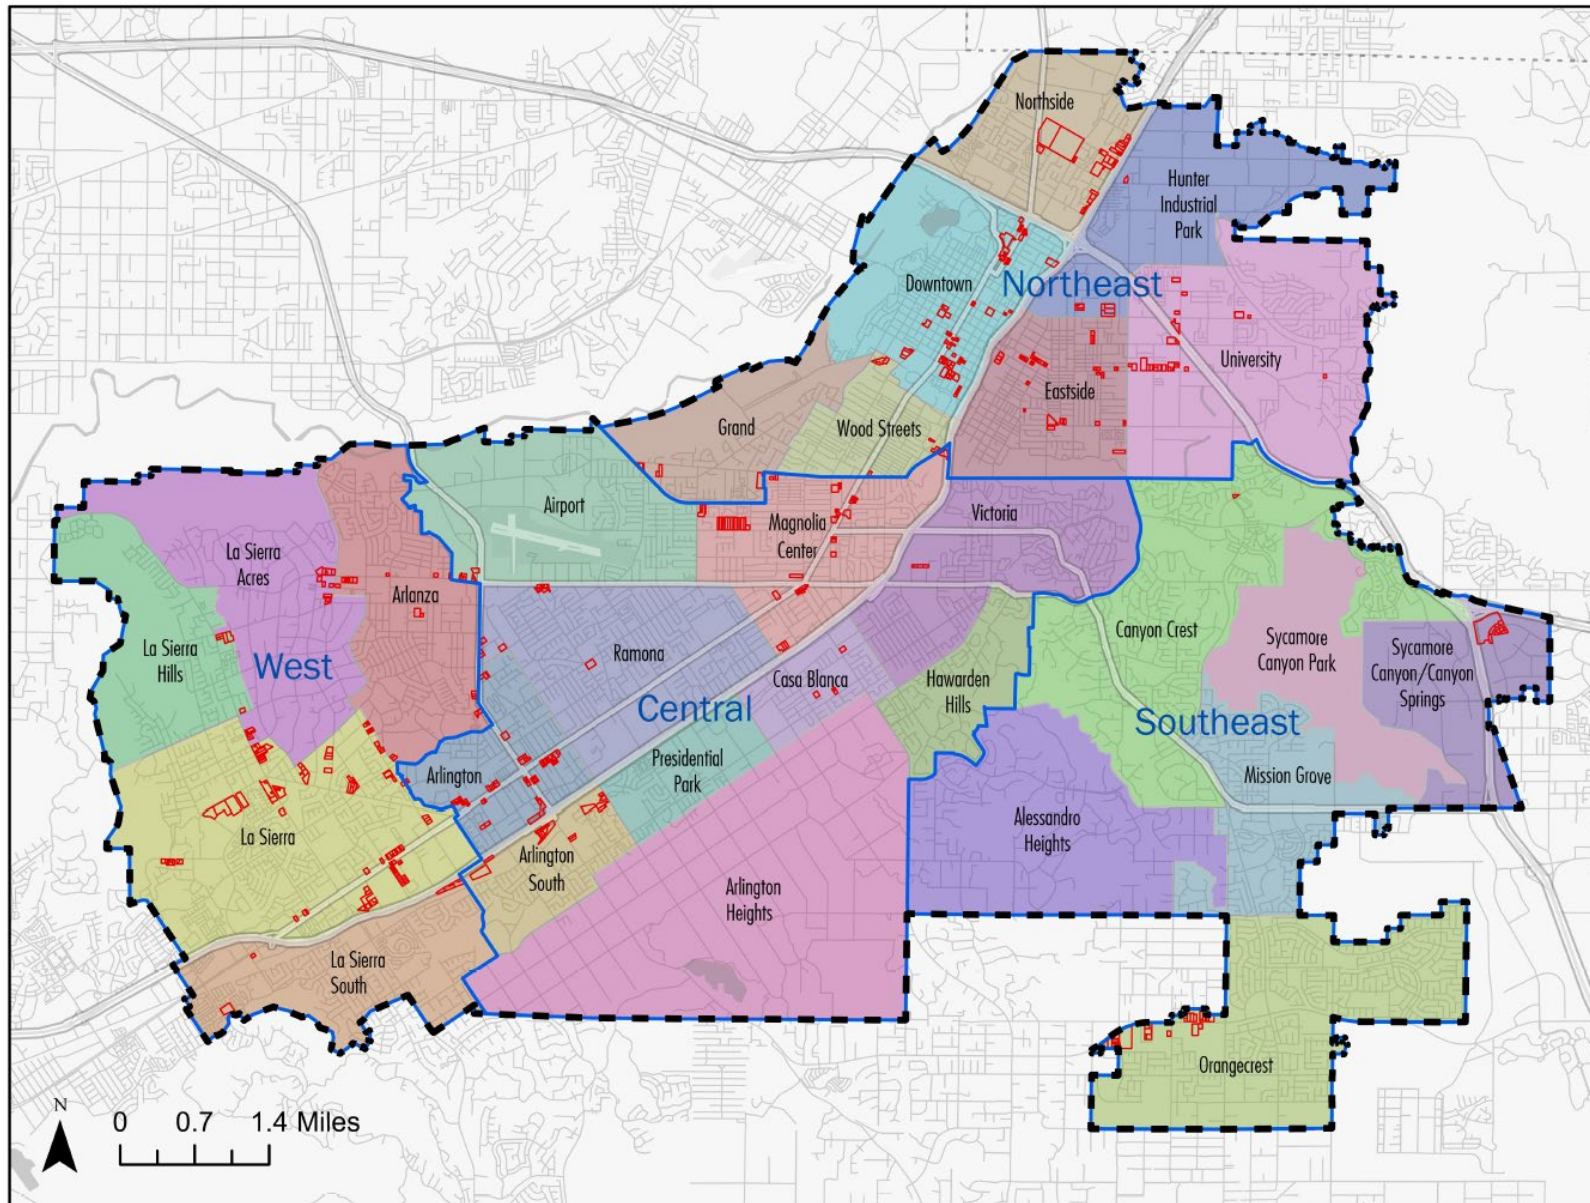 Northside
Hunter
Industrial
Park
Downtown
Northeast
University
Eastside
Grand
Wood Streets
Airport
Magnolia
Center
Victoria
La Sierra
Acres
Arlanza
La Sierra
Hills
West
Ramona
Casa Blanca
Hawarden
Hills
Canyon Crest
Sycamore
Canyon Park
Sycamore
Canyon/Canyon
Springs
Central
Southeast
Arlington
Presidential
Park
Mission Grove
La Sierra
Alessandro
Heights
Arlington
South
Arlington
Heights
La Sierra
South
Orangecrest
N
0 0.7 1.4 Miles